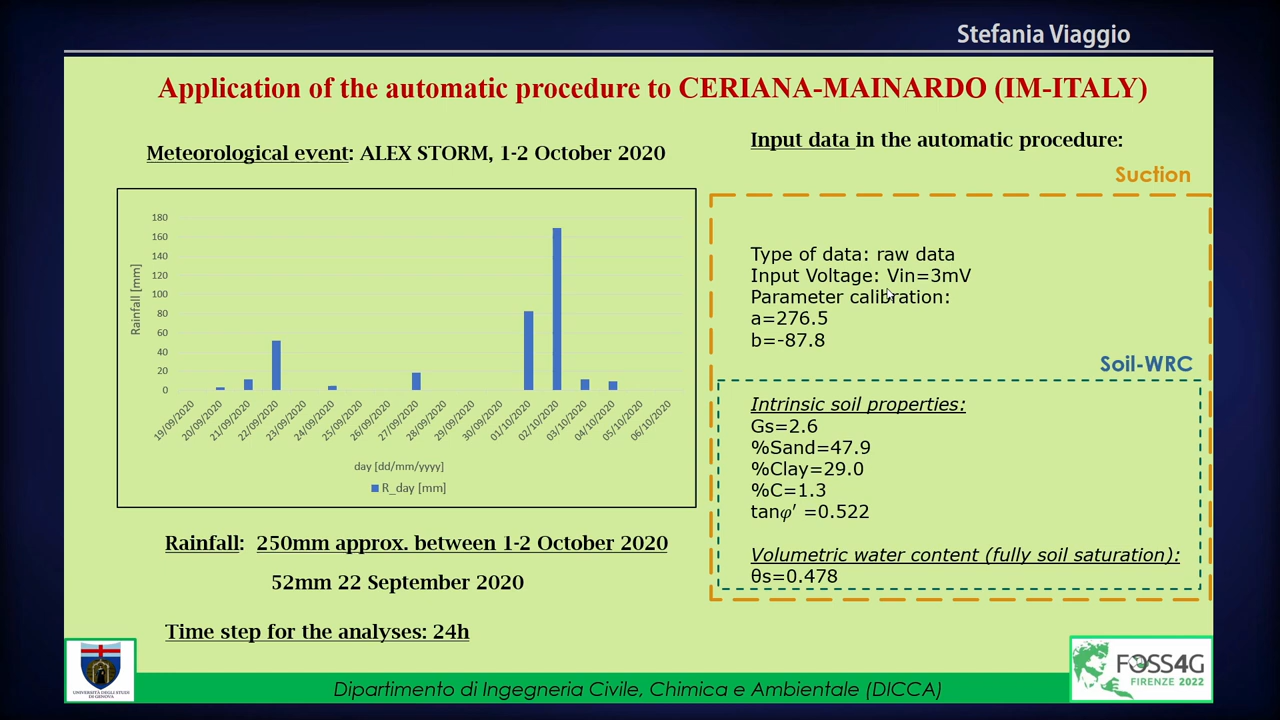 Stefania Viaggio
Application of the automatic procedure to CERIANA-MAINARDO (IM-ITALY)
Meteorological event: ALEX STORM, 1-2 October 2020
Rainfall [mm]
180
160
140
120
100
80
60
40
20
0
19/09/2020
20/09/2020
21/09/2020
22/09/2020
23/09/2020
24/09/2020
25/09/2020
26/09/2020
27/09/2020
28/09/2020
29/09/2020
30/09/2020
01/10/2020
02/10/2020
03/10/2020
04/10/2020
05/10/2020
06/10/2020
day [dd/mm/yyyy]
R_day [mm]
Rainfall: 250mm approx. between 1-2 October 2020
52mm 22 September 2020
Time step for the analyses: 24h
Input data in the automatic procedure:
Suction
Type of data: raw data
Input Voltage: Vin=3mV
Parameter calibration:
a=276.5
b=-87.8
Soil-WRC
Intrinsic soil properties:
Gs=2.6
%Sand=47.9
%Clay=29.0
%C=1.3
tanφ′ =0.522
Volumetric water content (fully soil saturation):
θs=0.478
UNIVERSITÀ DEGLI STUDI
DI GENOVA
Dipartimento di Ingegneria Civile, Chimica e Ambientale (DICCA)
FOSS4G
FIRENZE 2022